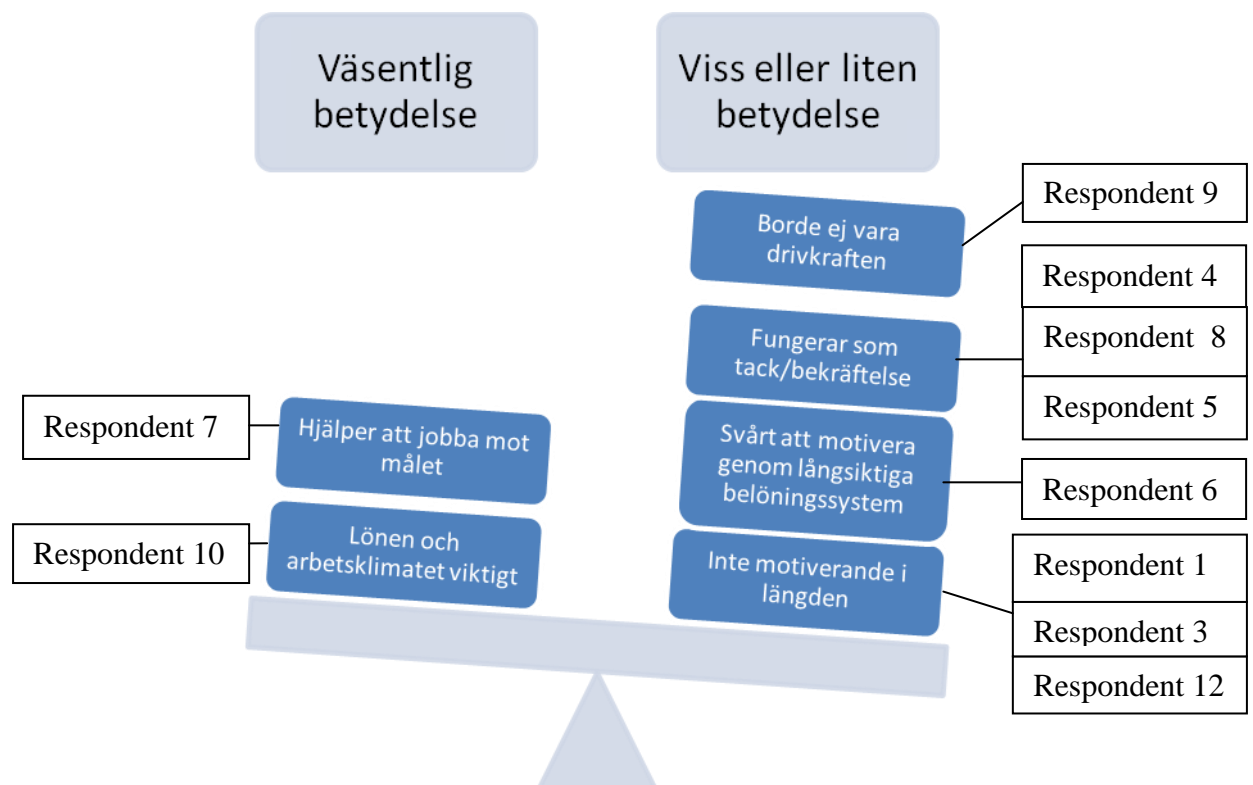 Väsentlig
betydelse
Viss eller liten
betydelse
Borde ej vara
drivkraften
Respondent 9
Respondent 4
Fungerar som
tack/bekräftelse
Respondent  8
Respondent 5
Respondent 7
Hjälper att jobba mot
målet
Svårt att motivera
genom långsiktiga
belöningssystem
Respondent 6
Respondent 10
Lönen och
arbetsklimatet viktigt
Inte motiverande i
längden
Respondent 1
Respondent 3
Respondent 12